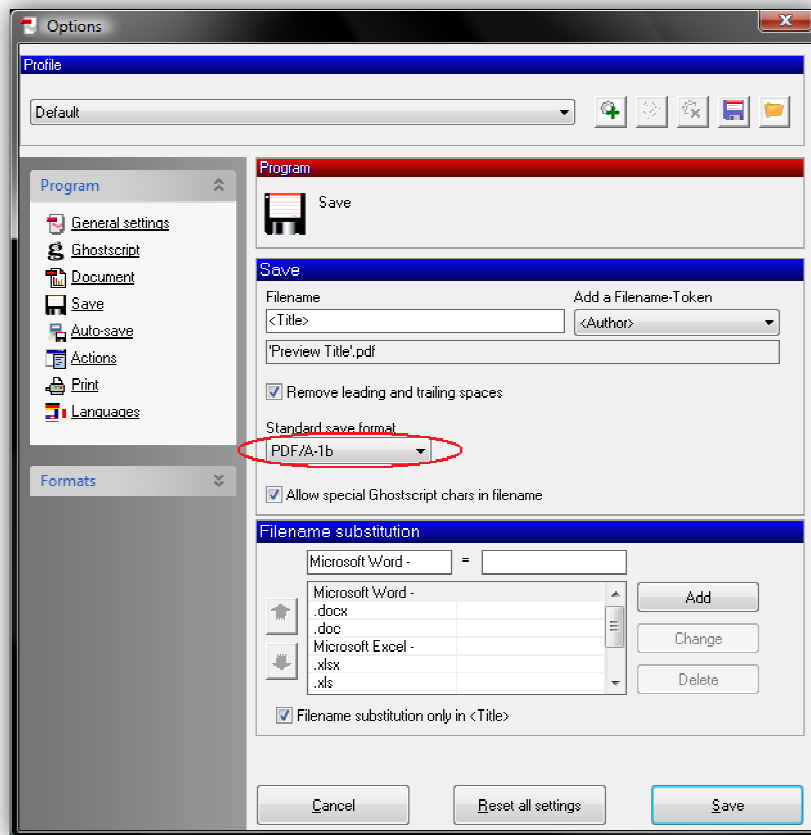 Options
Profile
Default
Program
General settings
Ghostscript
Document
Save
Auto-save
Actions
Print
Languages
Formats
Program
Save
Save
Filename
Add a Filename-Token
<Title>
<Author>
'Preview Title'.pdf
Remove leading and trailing spaces
Standard save format
PDF/A-1b
Allow special Ghostscript chars in filename
Filename substitution
Microsoft Word - =
Microsoft Word -
.docx
.doc
Microsoft Excel -
.xlsx
.xls
Add
Change
Delete
Filename substitution only in <Title>
Cancel
Reset all settings
Save